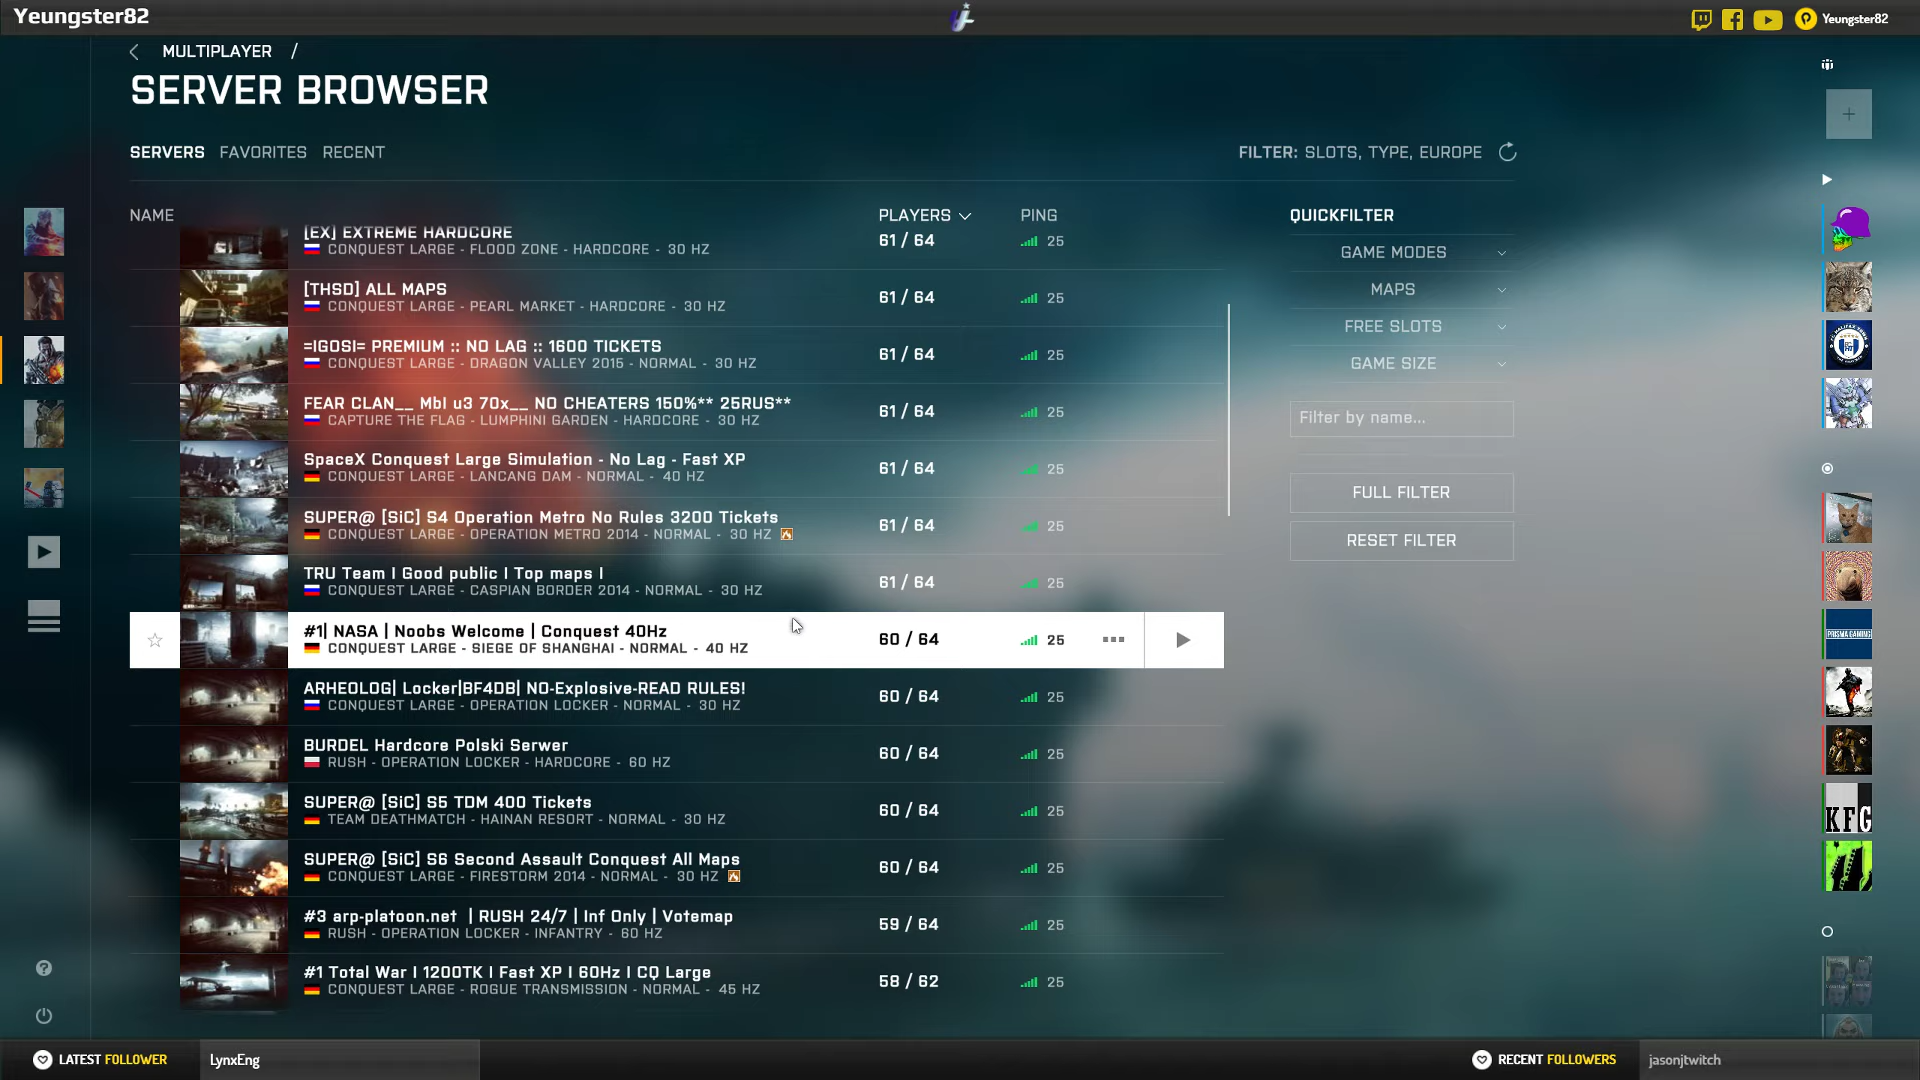 Yeungster82
Yeungster82
MULTIPLAYER /
SERVER BROWSER
SERVERS FAVORITES RECENT
FILTER: SLOTS, TYPE, EUROPE
NAME
PLAYERS
PING
QUICKFILTER
[EX] EXTREME HARDCORE
CONQUEST LARGE - FLOOD ZONE - HARDCORE - 30 HZ
61 / 64
25
GAME MODES
[THSD] ALL MAPS
CONQUEST LARGE - PEARL MARKET - HARDCORE - 30 HZ
61 / 64
25
MAPS
FREE SLOTS
=IGOSI= PREMIUM :: NO LAG :: 1600 TICKETS
CONQUEST LARGE - DRAGON VALLEY 2015 - NORMAL - 30 HZ
61 / 64
25
GAME SIZE
FEAR CLAN__ MbI u3 70x__ NO CHEATERS 150%** 25RUS**
CAPTURE THE FLAG - LUMPHINI GARDEN - HARDCORE - 30 HZ
61 / 64
25
Filter by name...
SpaceX Conquest Large Simulation - No Lag - Fast XP
CONQUEST LARGE - LANCANG DAM - NORMAL - 40 HZ
61 / 64
25
FULL FILTER
SUPER@ [SiC] S4 Operation Metro No Rules 3200 Tickets
CONQUEST LARGE - OPERATION METRO 2014 - NORMAL - 30 HZ
61 / 64
25
RESET FILTER
TRU Team I Good public I Top maps I
CONQUEST LARGE - CASPIAN BORDER 2014 - NORMAL - 30 HZ
61 / 64
25
#1| NASA | Noobs Welcome | Conquest 40Hz
CONQUEST LARGE - SIEGE OF SHANGHAI - NORMAL - 40 HZ
60 / 64
25
PRISMA GAMING
ARHEOLOG| Locker|BF4DB| NO-Explosive-READ RULES!
CONQUEST LARGE - OPERATION LOCKER - NORMAL - 30 HZ
60 / 64
25
BURDEL Hardcore Polski Serwer
RUSH - OPERATION LOCKER - HARDCORE - 60 HZ
60 / 64
25
SUPER@ [SiC] S5 TDM 400 Tickets
TEAM DEATHMATCH - HAINAN RESORT - NORMAL - 30 HZ
60 / 64
25
KFG
SUPER@ [SiC] S6 Second Assault Conquest All Maps
CONQUEST LARGE - FIRESTORM 2014 - NORMAL - 30 HZ
60 / 64
25
#3 arp-platoon.net | RUSH 24/7 | Inf Only | Votemap
RUSH - OPERATION LOCKER - INFANTRY - 60 HZ
59 / 64
25
#1 Total War I 1200TK I Fast XP I 60Hz I CQ Large
CONQUEST LARGE - ROGUE TRANSMISSION - NORMAL - 45 HZ
58 / 62
25
LATEST FOLLOWER
LynxEng
RECENT FOLLOWERS
jasonjtwitch